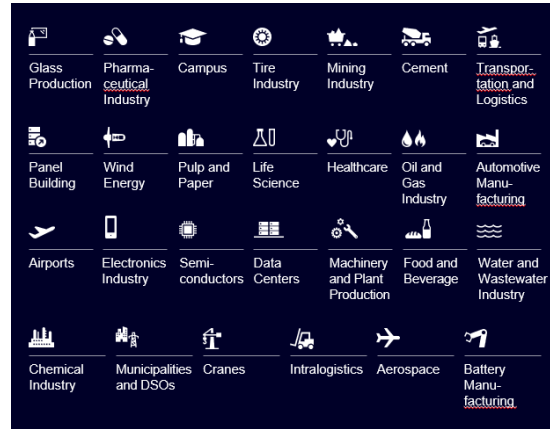 Glass
Production
Pharma-
ceutical
Industry
Campus
Tire
Industry
Mining
Industry
Cement
Transpor-
tation and
Logistics
Panel
Building
Wind
Energy
Pulp and
Paper
Life
Science
Healthcare
Oil and
Gas
Industry
Automotive
Manu-
facturing
Airports
Electronics
Industry
Semi-
conductors
Data
Centers
Machinery
and Plant
Production
Food and
Beverage
Water and
Wastewater
Industry
Chemical
Industry
Municipalities
and DSOs
Cranes
Intralogistics
Aerospace
Battery
Manu-
facturing